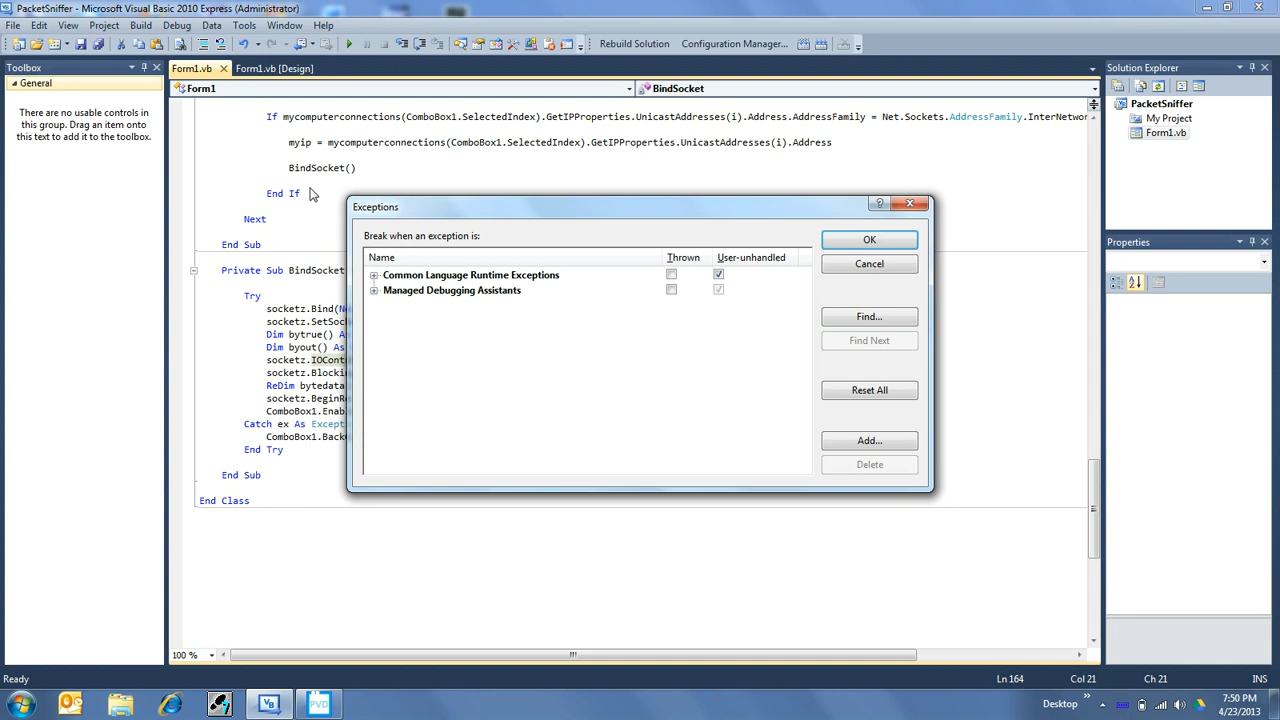 PacketSniffer - Microsoft Visual Basic 2010 Express (Administrator)
File Edit View Project Build Debug Data Tools Window Help
Rebuild Solution Configuration Manager...
Toolbox
General
There are no usable controls in
this group. Drag an item onto
this text to add it to the toolbox.
Form1.vb Form1.vb [Design]
Form1 BindSocket
If mycomputerconnections(ComboBox1.SelectedIndex).GetIPProperties.UnicastAddresses(i).Address.AddressFamily = Net.Sockets.AddressFamily.InterNetwor
myip = mycomputerconnections(ComboBox1.SelectedIndex).GetIPProperties.UnicastAddresses(i).Address
BindSocket()
End If
Next
End Sub
Private Sub BindSocket
Try
socketz.Bind(Ne
socketz.SetSoc
Dim bytrue() As
Dim byout() As
socketz.IOCont
socketz.Blocki
ReDim bytedata
socketz.BeginRe
ComboBox1.Enab
Catch ex As Except
ComboBox1.Back
End Try
End Sub
End Class
Exceptions
Break when an exception is:
Name Thrown User-unhandled
Common Language Runtime Exceptions
Managed Debugging Assistants
OK
Cancel
Find...
Find Next
Reset All
Add...
Delete
Solution Explorer
PacketSniffer
My Project
Form1.vb
Properties
100 %
Ready Ln 164 Col 21 Ch 21 INS
PVD
Desktop
7:50 PM
4/23/2013